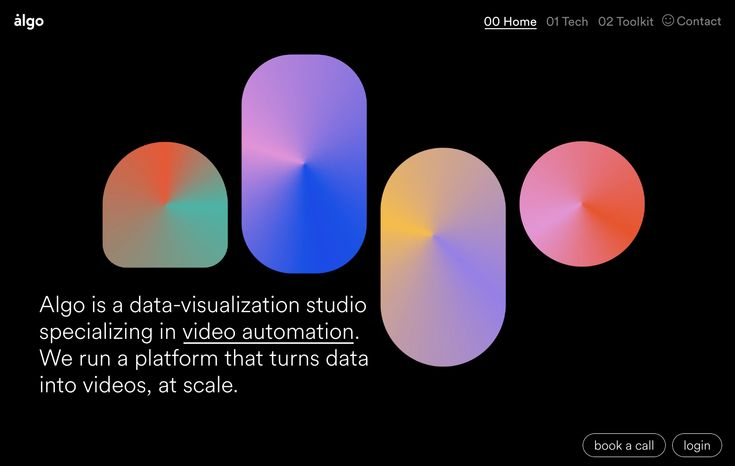 ålgo
00 Home 01 Tech 02 Toolkit Contact
Algo is a data-visualization studio
specializing in video automation.
We run a platform that turns data
into videos, at scale.
book a call login